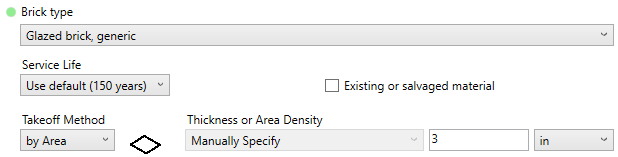 Brick type
Glazed brick, generic
Service Life
Use default (150 years)
Existing or salvaged material
Takeoff Method
Thickness or Area Density
by Area
Manually Specify
3
in